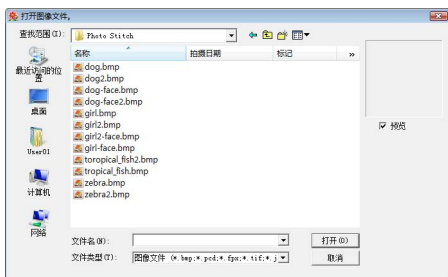 打开图像文件。
查找范围(I): Photo Stitch
名称 拍摄日期 标记 »
dog.bmp
dog2.bmp
dog-face.bmp
dog-face2.bmp
girl.bmp
girl2.bmp
girl2-face.bmp
girl-face.bmp
toropical_fish2.bmp
tropical_fish.bmp
zebra.bmp
zebra2.bmp
最近访问的位
置
桌面
User01
计算机
网络
预览
文件名(N): 打开(O)
文件类型(T): 图像文件 (*.bmp;*.pcd;*.fpx;*.tif;*.j 取消